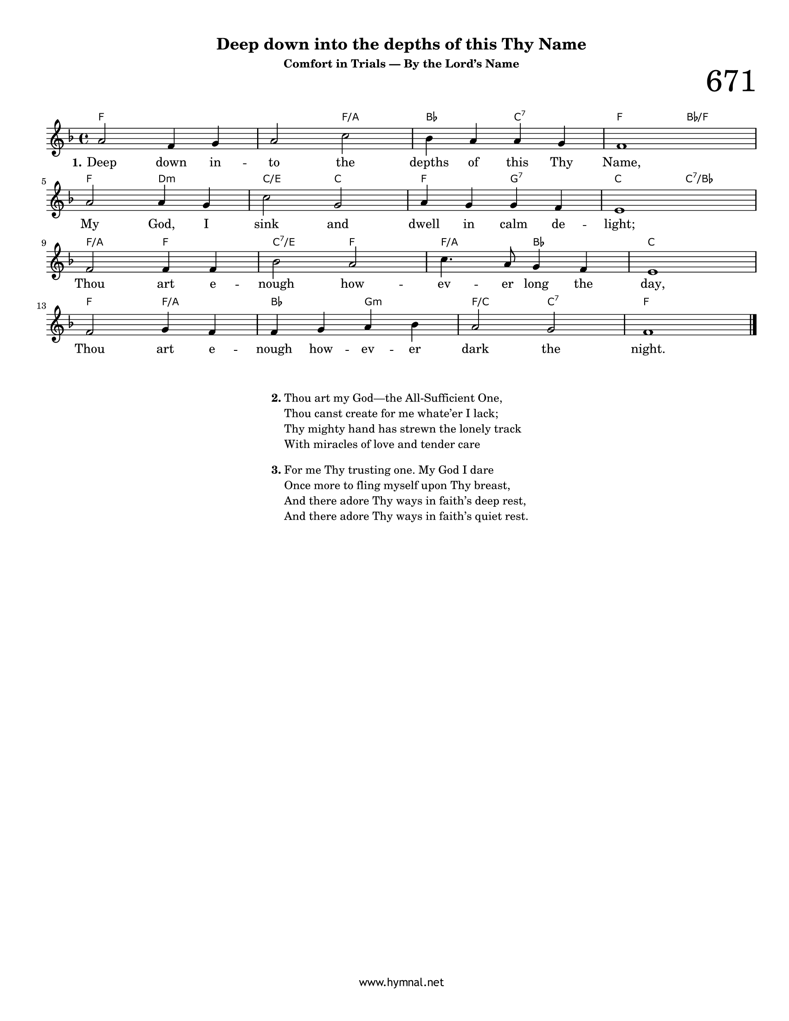 Deep down into the depths of this Thy Name
Comfort in Trials — By the Lord's Name
671
F F/A B♭ C7 F B♭/F
1. Deep down in - to the depths of this Thy Name,
5
F Dm C/E C F G7 C C7/B♭
My God, I sink and dwell in calm de - light;
9
F/A F C7/E F F/A B♭ C
Thou art e - nough how - ev - er long the day,
13
F F/A B♭ Gm F/C C7 F
Thou art e - nough how - ev - er dark the night.
2. Thou art my God—the All-Sufficient One,
Thou canst create for me whate'er I lack;
Thy mighty hand has strewn the lonely track
With miracles of love and tender care
3. For me Thy trusting one. My God I dare
Once more to fling myself upon Thy breast,
And there adore Thy ways in faith's deep rest,
And there adore Thy ways in faith's quiet rest.
www.hymnal.net